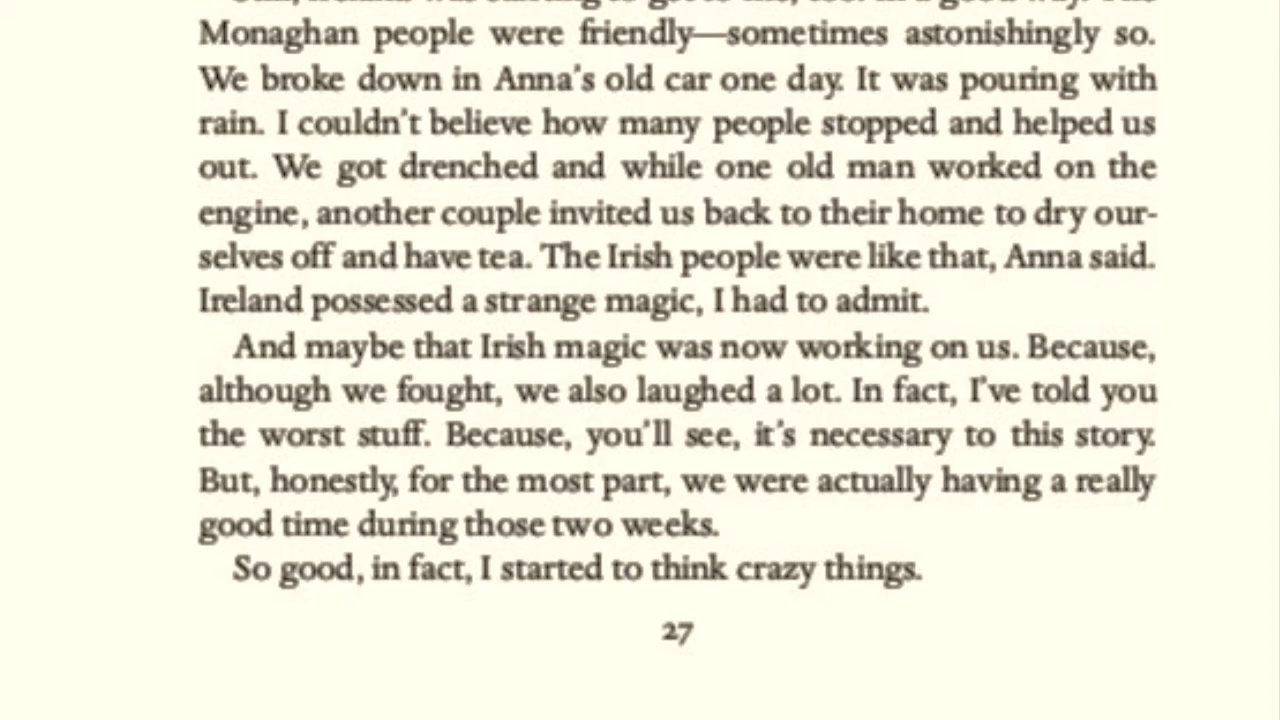 Monaghan people were friendly—sometimes astonishingly so.
We broke down in Anna's old car one day. It was pouring with
rain. I couldn't believe how many people stopped and helped us
out. We got drenched and while one old man worked on the
engine, another couple invited us back to their home to dry our-
selves off and have tea. The Irish people were like that, Anna said.
Ireland possessed a strange magic, I had to admit.
And maybe that Irish magic was now working on us. Because,
although we fought, we also laughed a lot. In fact, I've told you
the worst stuff. Because, you'll see, it's necessary to this story.
But, honestly, for the most part, we were actually having a really
good time during those two weeks.
So good, in fact, I started to think crazy things.
27